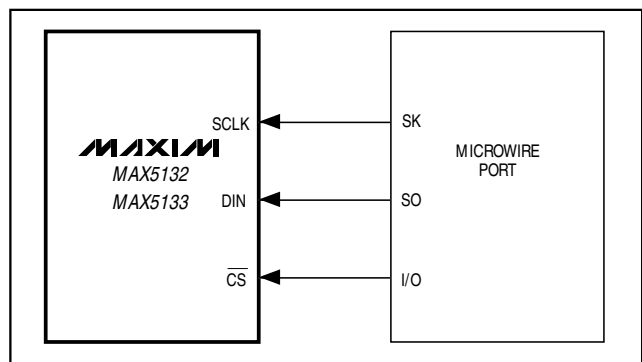 SCLK
MAXIM
MAX5132
MAX5133
DIN
CS
SK
MICROWIRE
PORT
SO
I/O